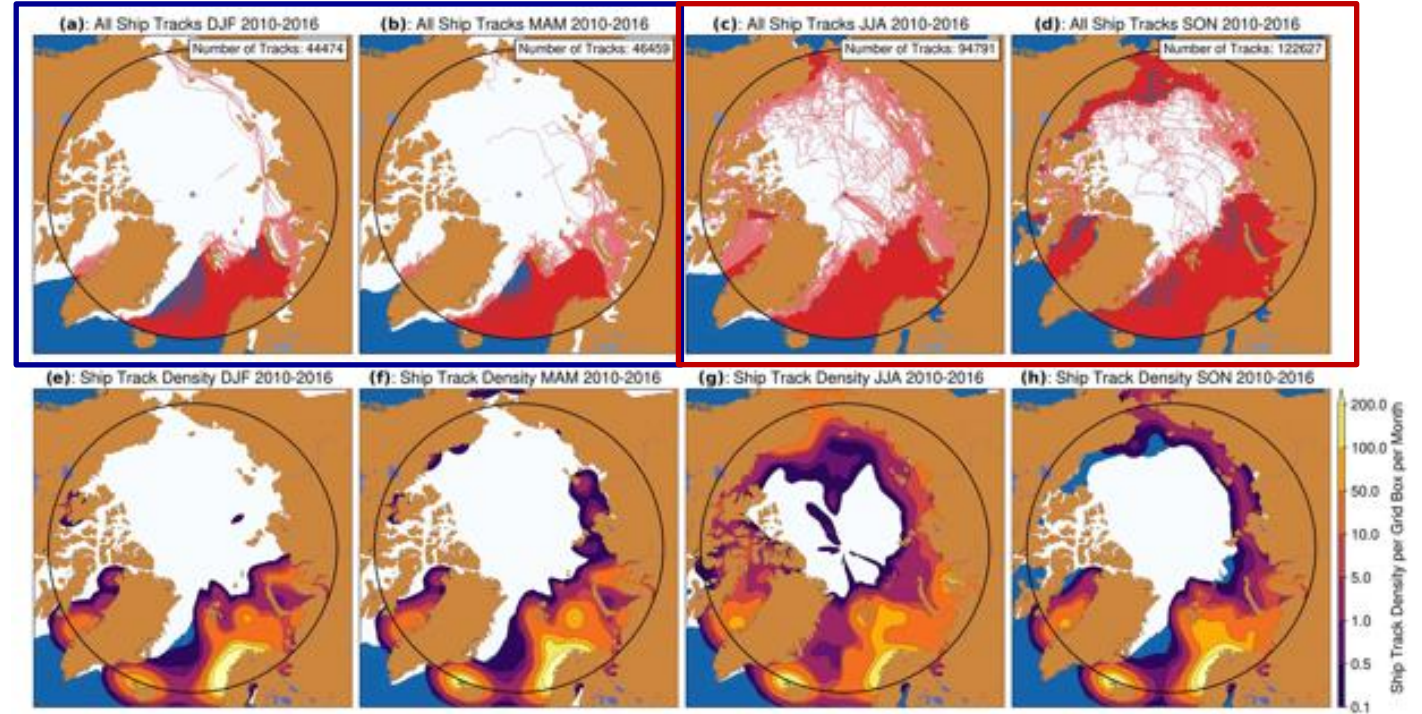 (a): All Ship Tracks DJF 2010-2016
(b): All Ship Tracks MAM 2010-2016
(c): All Ship Tracks JJA 2010-2016
(d): All Ship Tracks SON 2010-2016
Number of Tracks: 44474
Number of Tracks: 46459
Number of Tracks: 94791
Number of Tracks: 122627
(e): Ship Track Density DJF 2010-2016
(f): Ship Track Density MAM 2010-2016
(g): Ship Track Density JJA 2010-2016
(h): Ship Track Density SON 2010-2016
200.0
100.0
50.0
10.0
5.0
1.0
0.5
0.1
Ship Track Density per Grid Box per Month